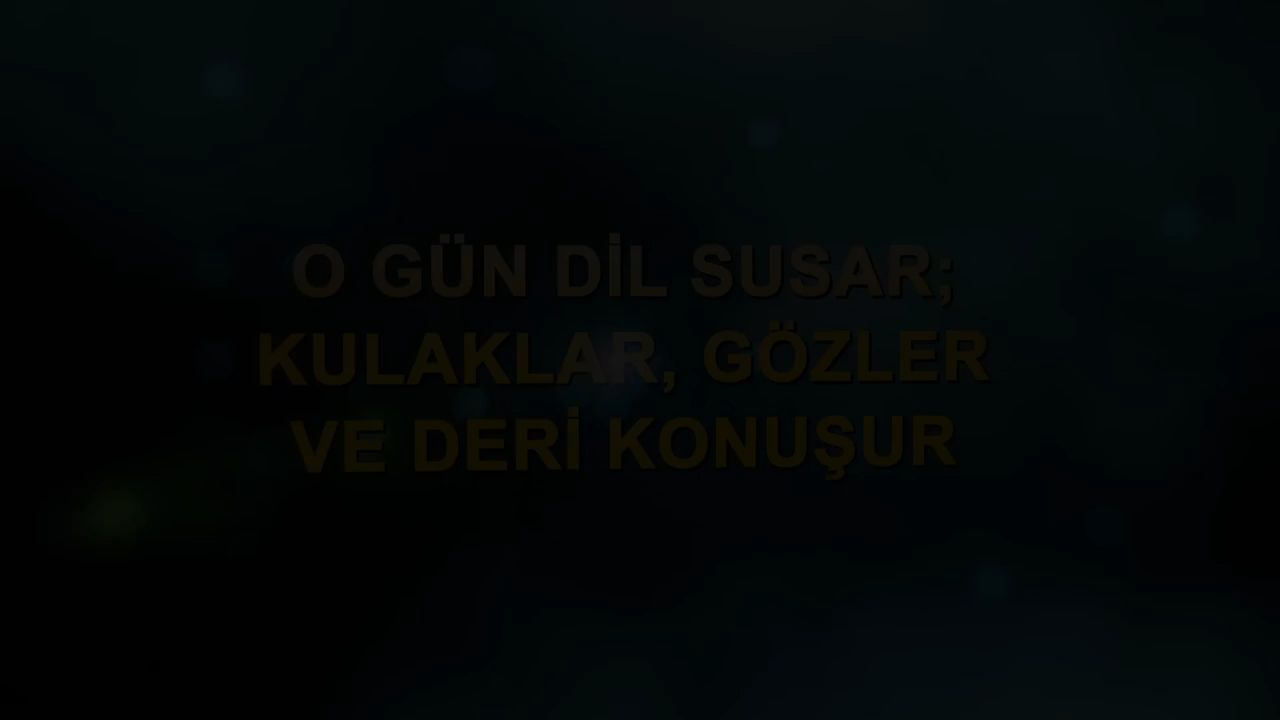 O GÜN DİL SUSAR;
KULAKLAR, GÖZLER
VE DERİ KONUŞUR